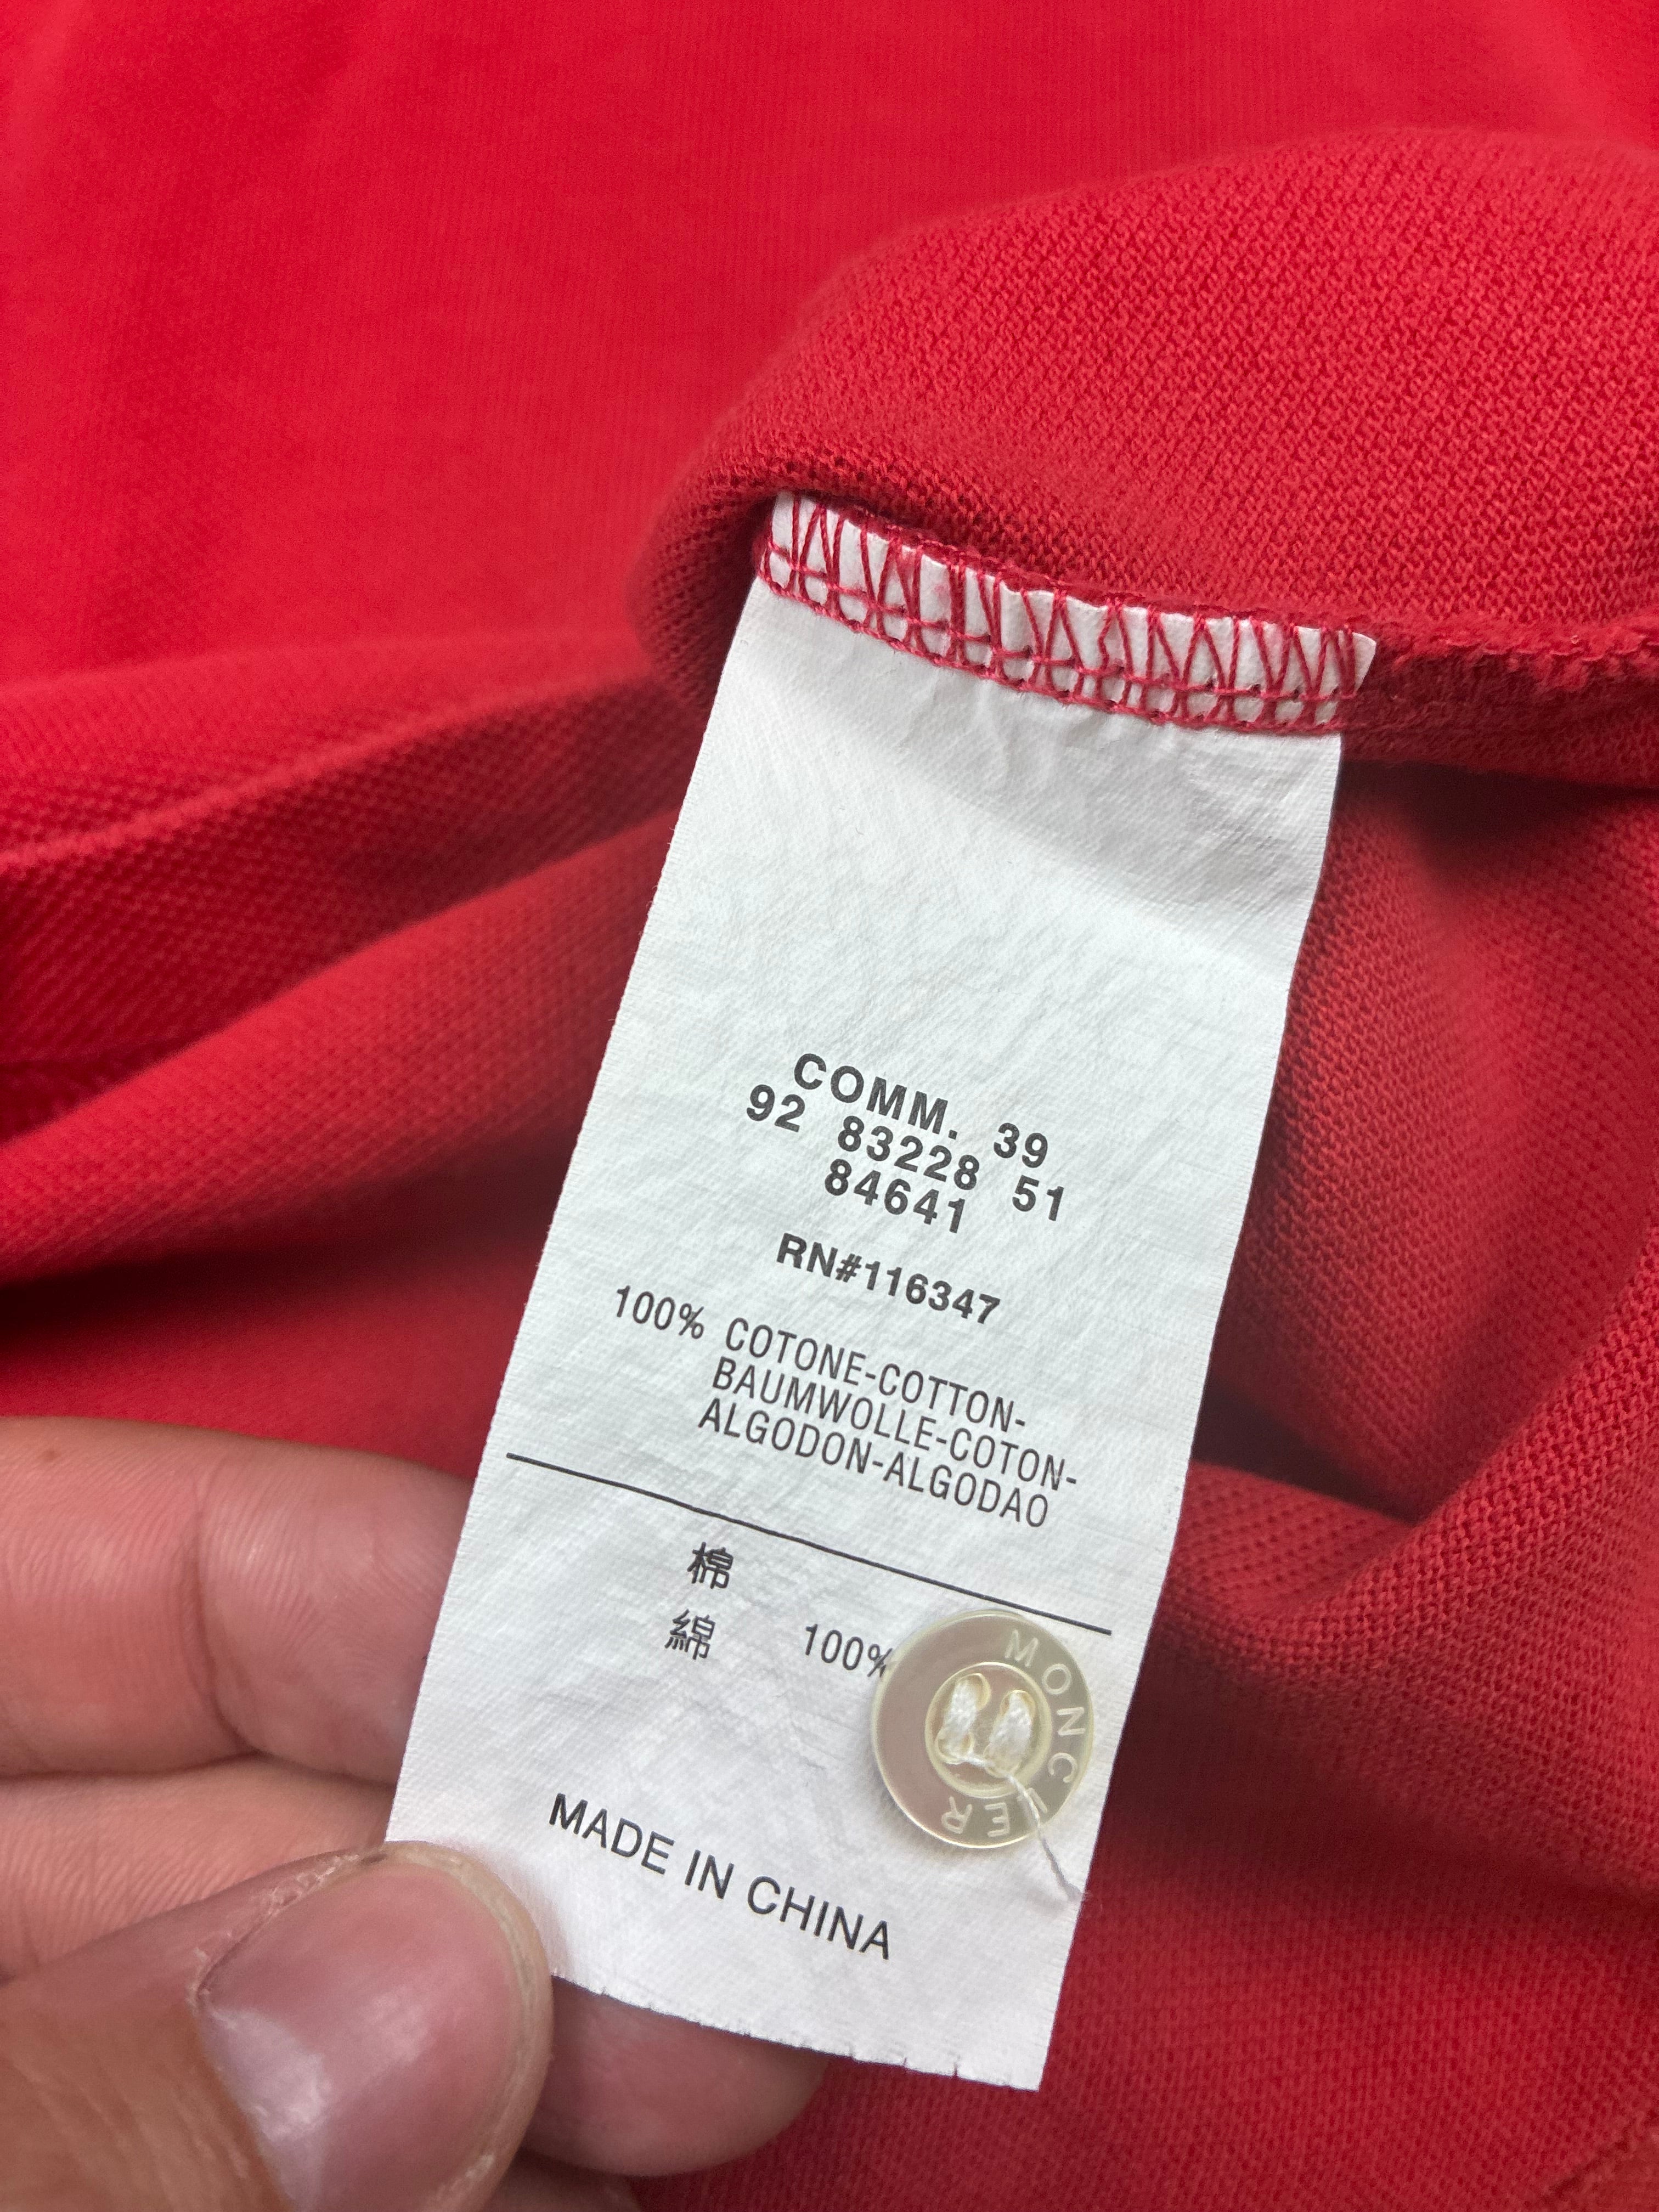 COMM. 39
92 83228 51
84641
RN#116347
100% COTONE-COTTON-
BAUMWOLLE-COTON-
ALGODON-ALGODAO
棉
綿 100%
MONCLER
MADE IN CHINA